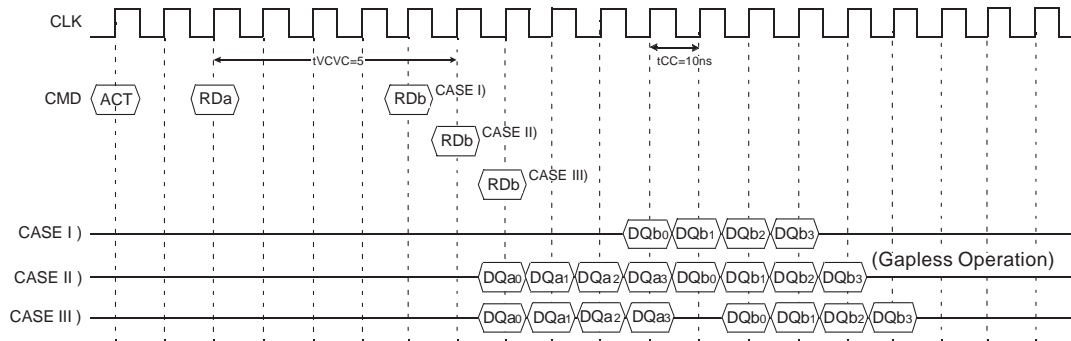 CLK
tVCVC=5
tCC=10ns
CMD
ACT
RDa
RDb
CASE I)
RDb
CASE II)
RDb
CASE III)
CASE I )
DQb0 DQb1 DQb2 DQb3
(Gapless Operation)
CASE II )
DQa0 DQa1 DQa2 DQa3 DQb0 DQb1 DQb2 DQb3
CASE III )
DQa0 DQa1 DQa2 DQa3 DQb0 DQb1 DQb2 DQb3